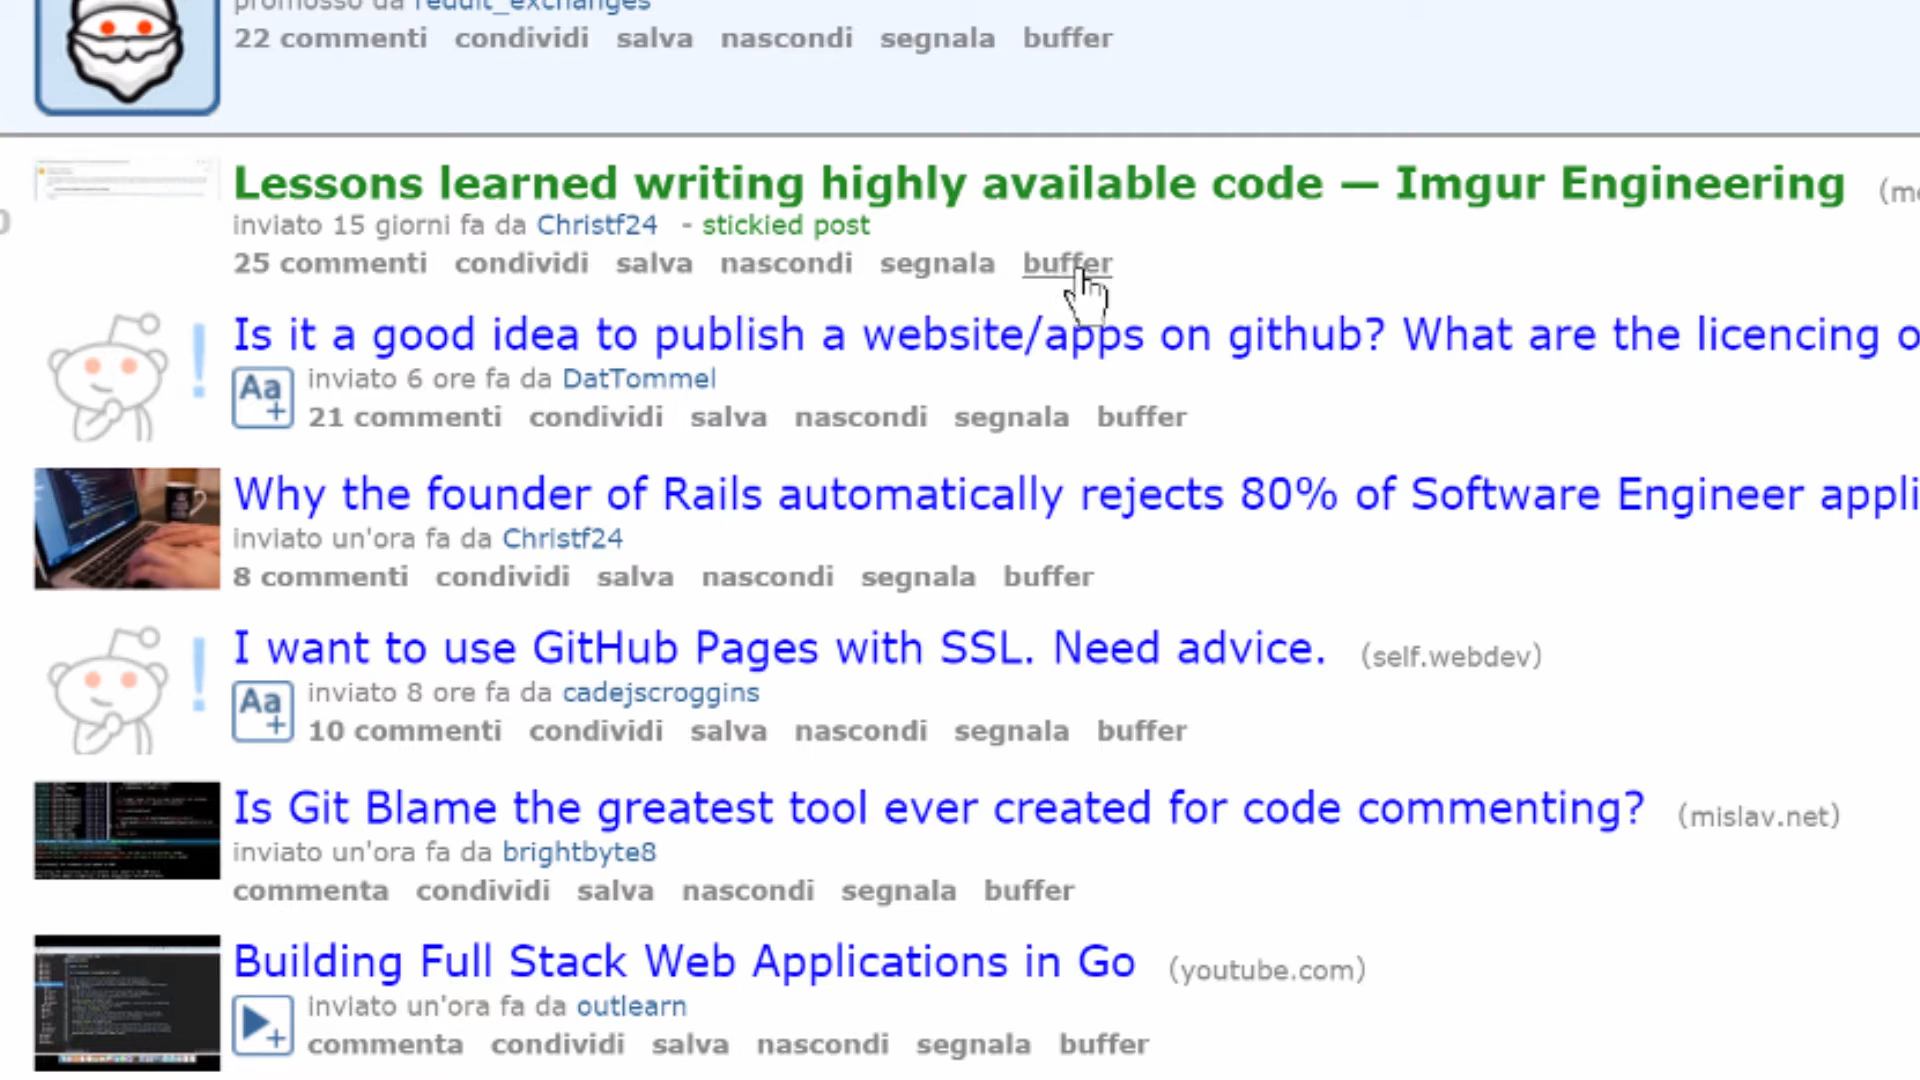 promosso da reddit_exchanges
22 commenti condividi salva nascondi segnala buffer
Lessons learned writing highly available code — Imgur Engineering
inviato 15 giorni fa da Christf24 - stickied post
25 commenti condividi salva nascondi segnala buffer
Is it a good idea to publish a website/apps on github? What are the licencing
Aa+ inviato 6 ore fa da DatTommel
21 commenti condividi salva nascondi segnala buffer
Why the founder of Rails automatically rejects 80% of Software Engineer appli
inviato un'ora fa da Christf24
8 commenti condividi salva nascondi segnala buffer
I want to use GitHub Pages with SSL. Need advice. (self.webdev)
Aa+ inviato 8 ore fa da cadejscroggins
10 commenti condividi salva nascondi segnala buffer
Is Git Blame the greatest tool ever created for code commenting? (mislav.net)
inviato un'ora fa da brightbyte8
commenta condividi salva nascondi segnala buffer
Building Full Stack Web Applications in Go (youtube.com)
inviato un'ora fa da outlearn
commenta condividi salva nascondi segnala buffer